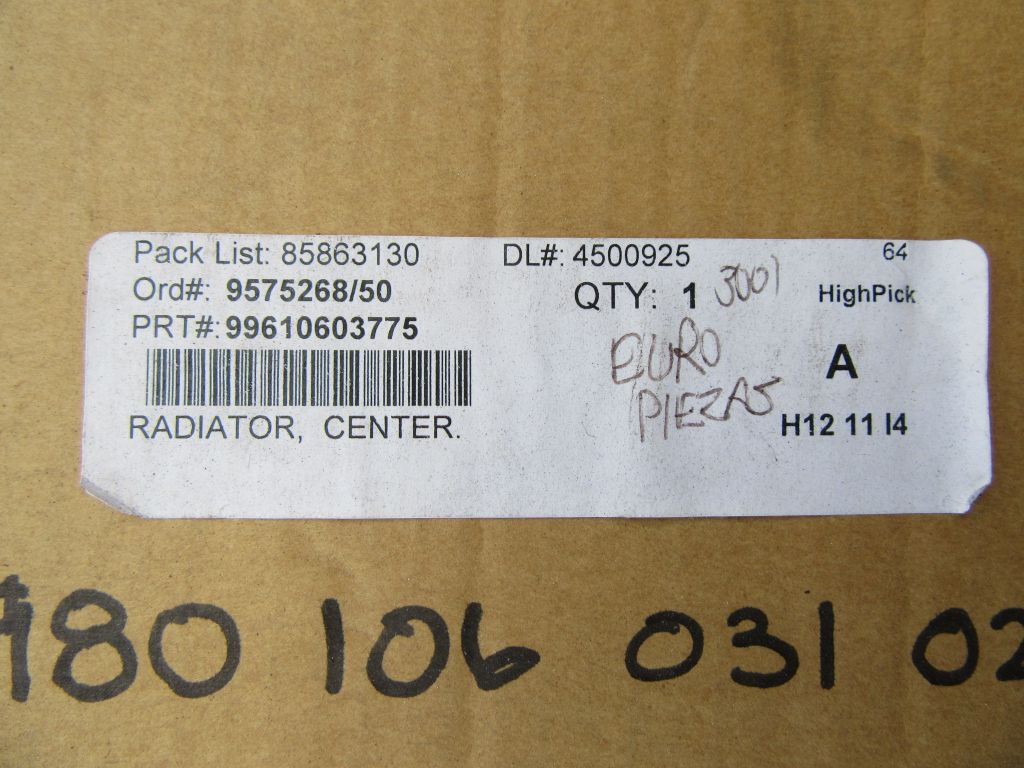 Pack List: 85863130 DL#: 4500925 64
Ord#: 9575268/50 QTY: 1 3001 HighPick
PRT#: 99610603775
EURO A
PIEZAS
RADIATOR, CENTER. H12 11 I4
980 106 031 02